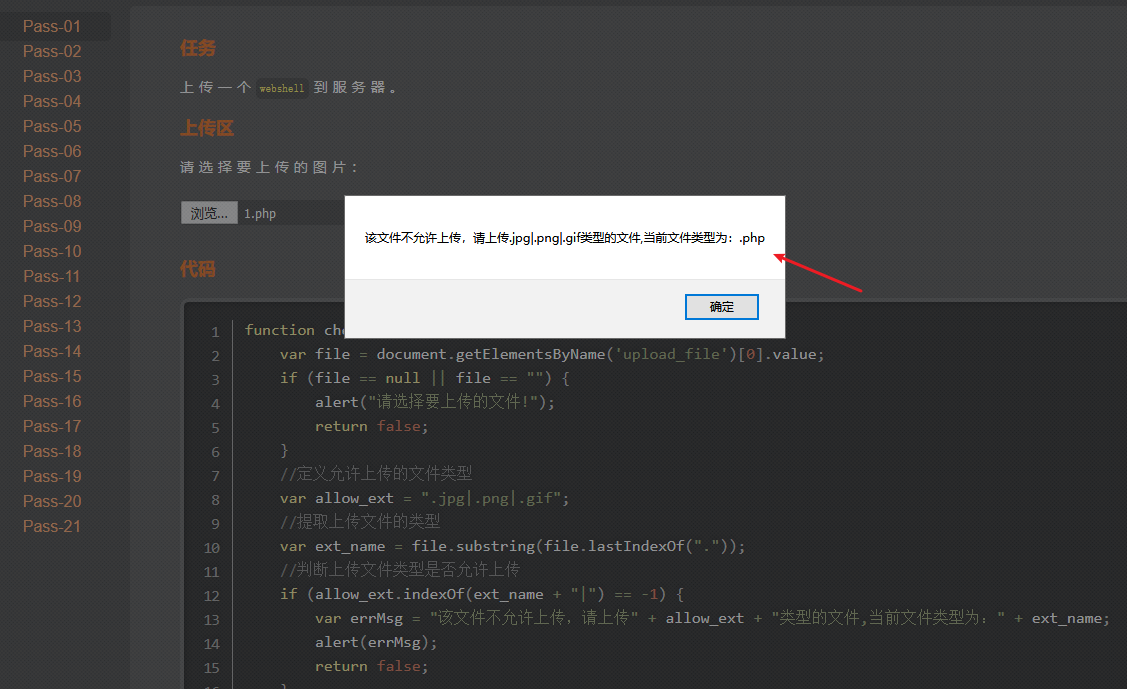 Pass-01
Pass-02
Pass-03
Pass-04
Pass-05
Pass-06
Pass-07
Pass-08
Pass-09
Pass-10
Pass-11
Pass-12
Pass-13
Pass-14
Pass-15
Pass-16
Pass-17
Pass-18
Pass-19
Pass-20
Pass-21
任务
上传一个 webshell 到服务器。
上传区
请选择要上传的图片：
浏览... 1.php
该文件不允许上传，请上传.jpg|.png|.gif类型的文件,当前文件类型为：.php
确定
代码
1 function che
2 var file = document.getElementsByName('upload_file')[0].value;
3 if (file == null || file == "") {
4 alert("请选择要上传的文件!");
5 return false;
6 }
7 //定义允许上传的文件类型
8 var allow_ext = ".jpg|.png|.gif";
9 //提取上传文件的类型
10 var ext_name = file.substring(file.lastIndexOf("."));
11 //判断上传文件类型是否允许上传
12 if (allow_ext.indexOf(ext_name + "|") == -1) {
13 var errMsg = "该文件不允许上传，请上传" + allow_ext + "类型的文件,当前文件类型为：" + ext_name;
14 alert(errMsg);
15 return false;